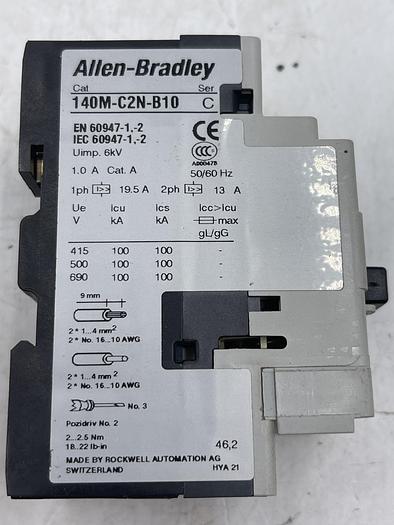 Allen-Bradley
Cat Ser
140M-C2N-B10 C
EN 60947-1,-2
IEC 60947-1,-2
Uimp. 6kV
CE
CCC
A000478
1.0 A Cat. A 50/60 Hz
1ph 19.5 A 2ph 13 A
Ue Icu Ics Icc>Icu
V kA kA max
gL/gG
415 100 100 -
500 100 100 -
690 100 100 -
9 mm
2 * 1...4 mm²
2 * No. 16...10 AWG
2 * 1...4 mm²
2 * No. 16...10 AWG
No. 3
Pozidriv No. 2
2...2.5 Nm
18...22 lb-in
46,2
MADE BY ROCKWELL AUTOMATION AG
SWITZERLAND HYA 21